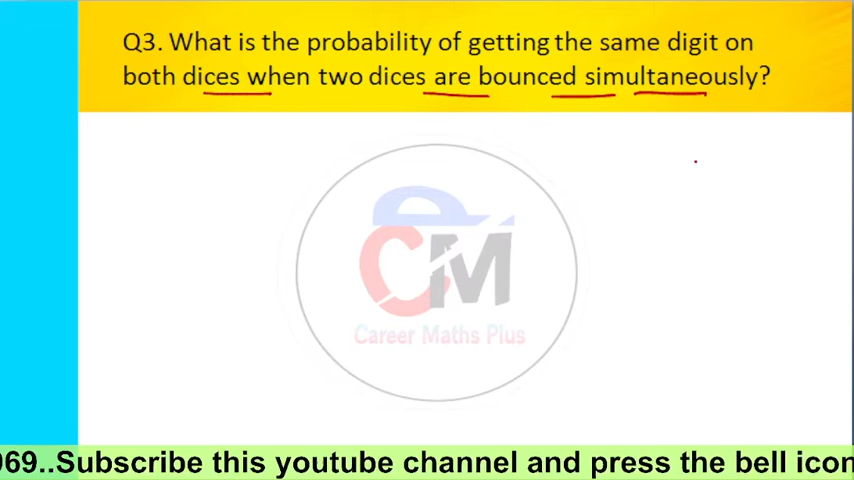 Q3. What is the probability of getting the same digit on
both dices when two dices are bounced simultaneously?
CM
Career Maths Plus
969..Subscribe this youtube channel and press the bell icon